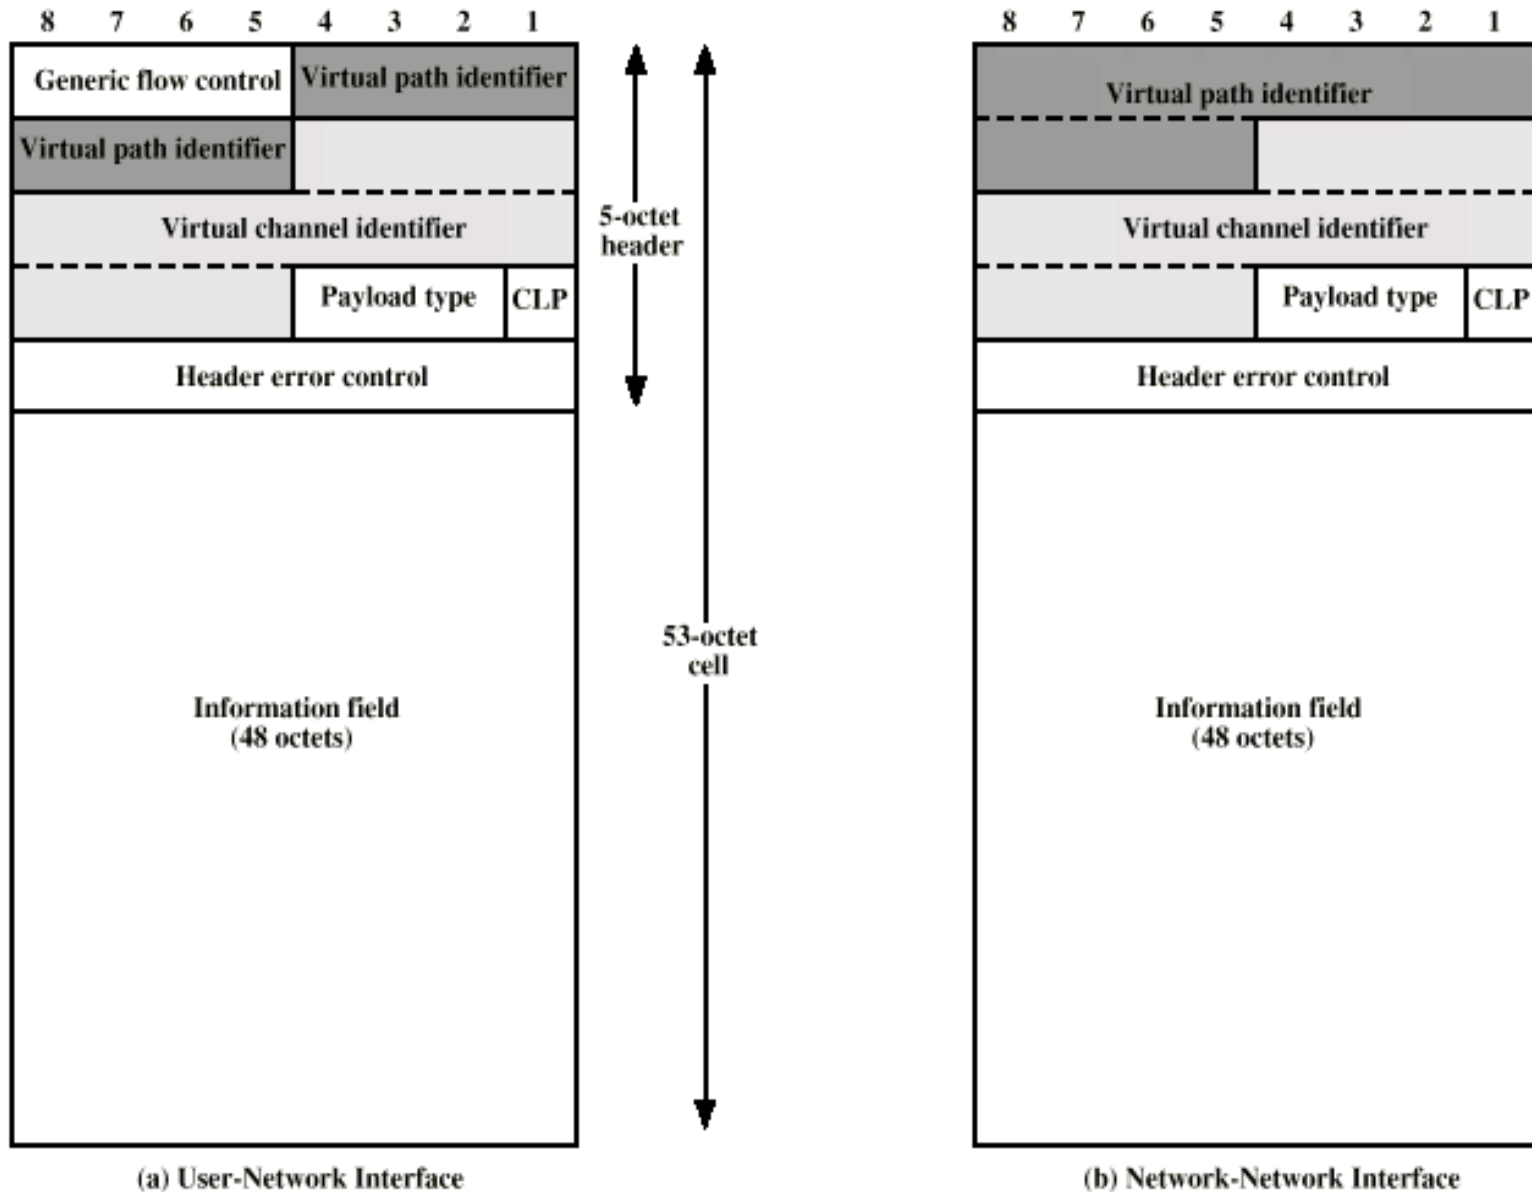 8 7 6 5 4 3 2 1
Generic flow control
Virtual path identifier
Virtual path identifier
Virtual channel identifier
Payload type
CLP
Header error control
Information field
(48 octets)
(a) User-Network Interface
5-octet
header
53-octet
cell
8 7 6 5 4 3 2 1
Virtual path identifier
Virtual channel identifier
Payload type
CLP
Header error control
Information field
(48 octets)
(b) Network-Network Interface